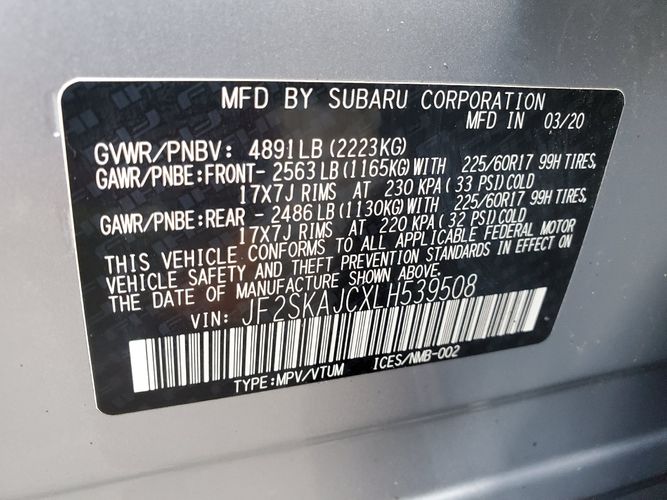 MFD BY SUBARU CORPORATION
MFD IN 03/20
GVWR/PNBV: 4891LB (2223KG)
GAWR/PNBE:FRONT- 2563LB (1165KG)WITH 225/60R17 99H TIRES,
17X7J RIMS AT 230 KPA (33 PSI)COLD
GAWR/PNBE:REAR - 2486LB (1130KG)WITH 225/60R17 99H TIRES,
17X7J RIMS AT 220 KPA (32 PSI)COLD
THIS VEHICLE CONFORMS TO ALL APPLICABLE FEDERAL MOTOR
VEHICLE SAFETY AND THEFT PREVENTION STANDARDS IN EFFECT ON
THE DATE OF MANUFACTURE SHOWN ABOVE.
VIN: JF2SKAJCXLH539508
TYPE:MPV/VTUM ICES/NMB-002